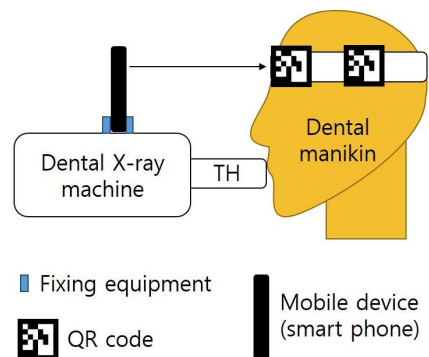 Dental X-ray
machine
TH
Dental
manikin
Fixing equipment
QR code
Mobile device
(smart phone)